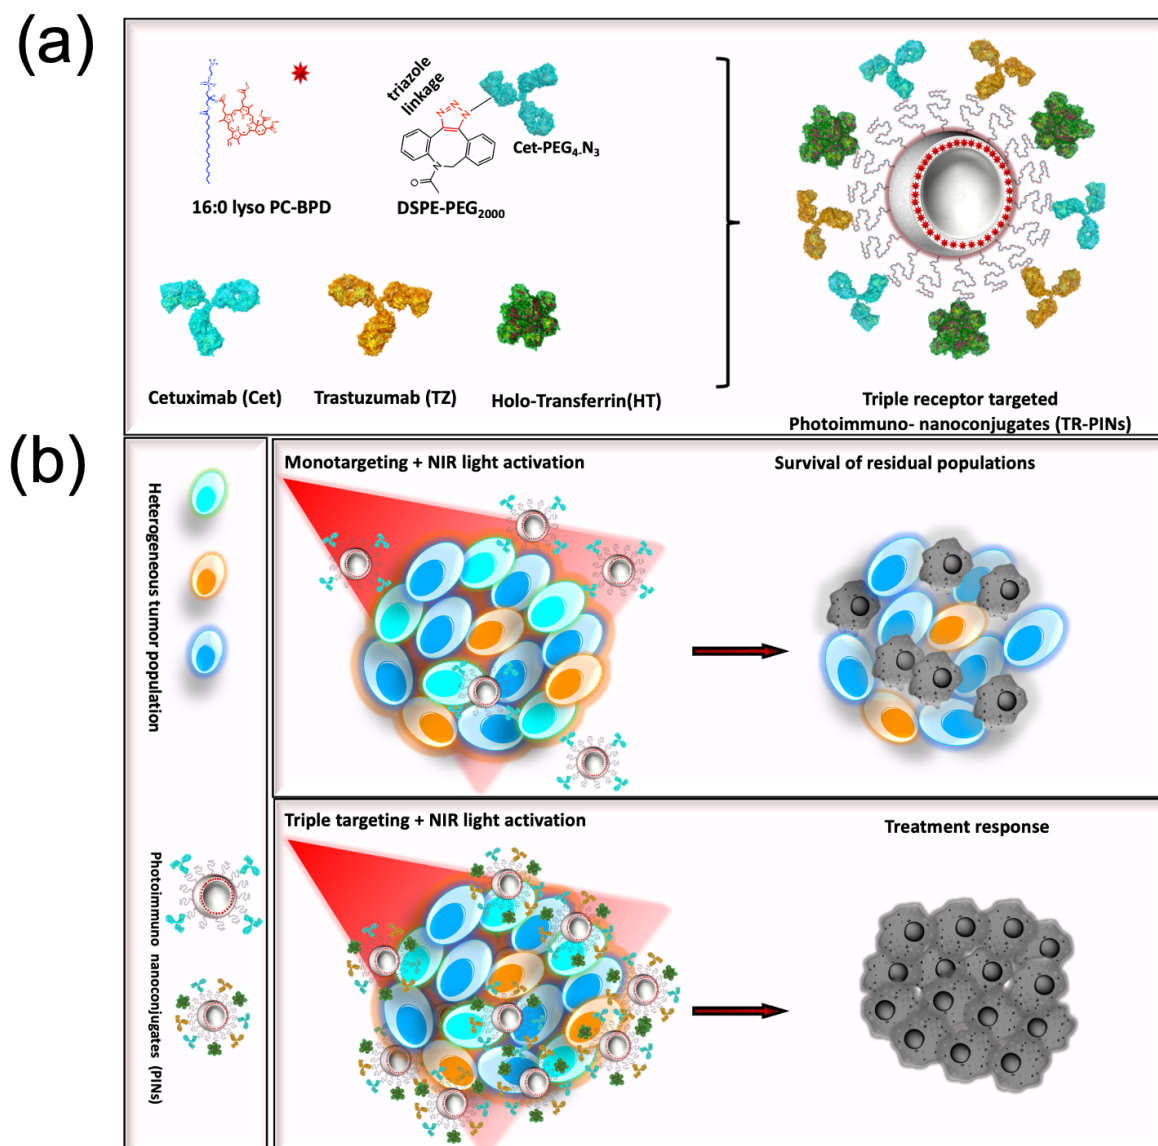 (a)
triazole
linkage
N
N
N
N
O
Cet-PEG4-N3
16:0 lyso PC-BPD
DSPE-PEG2000
Cetuximab (Cet)
Trastuzumab (TZ)
Holo-Transferrin(HT)
Triple receptor targeted
Photoimmuno- nanoconjugates (TR-PINs)
(b)
Heterogeneous tumor population
Photoimmuno nanoconjugates (PINs)
Monotargeting + NIR light activation
Survival of residual populations
Triple targeting + NIR light activation
Treatment response